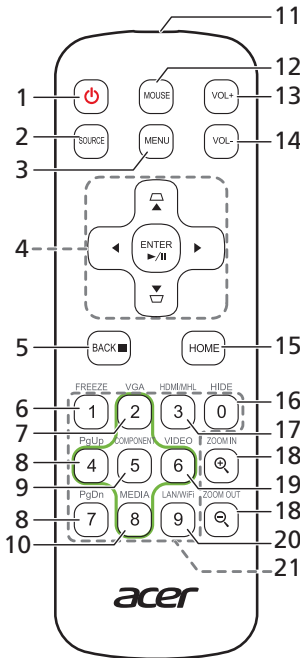 11
12
1 MOUSE VOL+ 13
2 SOURCE MENU VOL- 14
3
4 ENTER
5 BACK HOME 15
FREEZE VGA HDMI/MHL HIDE 16
6 1 2 3 0
7 17
PgUp COMPONENT VIDEO ZOOM IN
8 4 5 6 18
9 19
PgDn MEDIA LAN/WiFi ZOOM OUT
8 7 8 9 18
10 20
21
acer